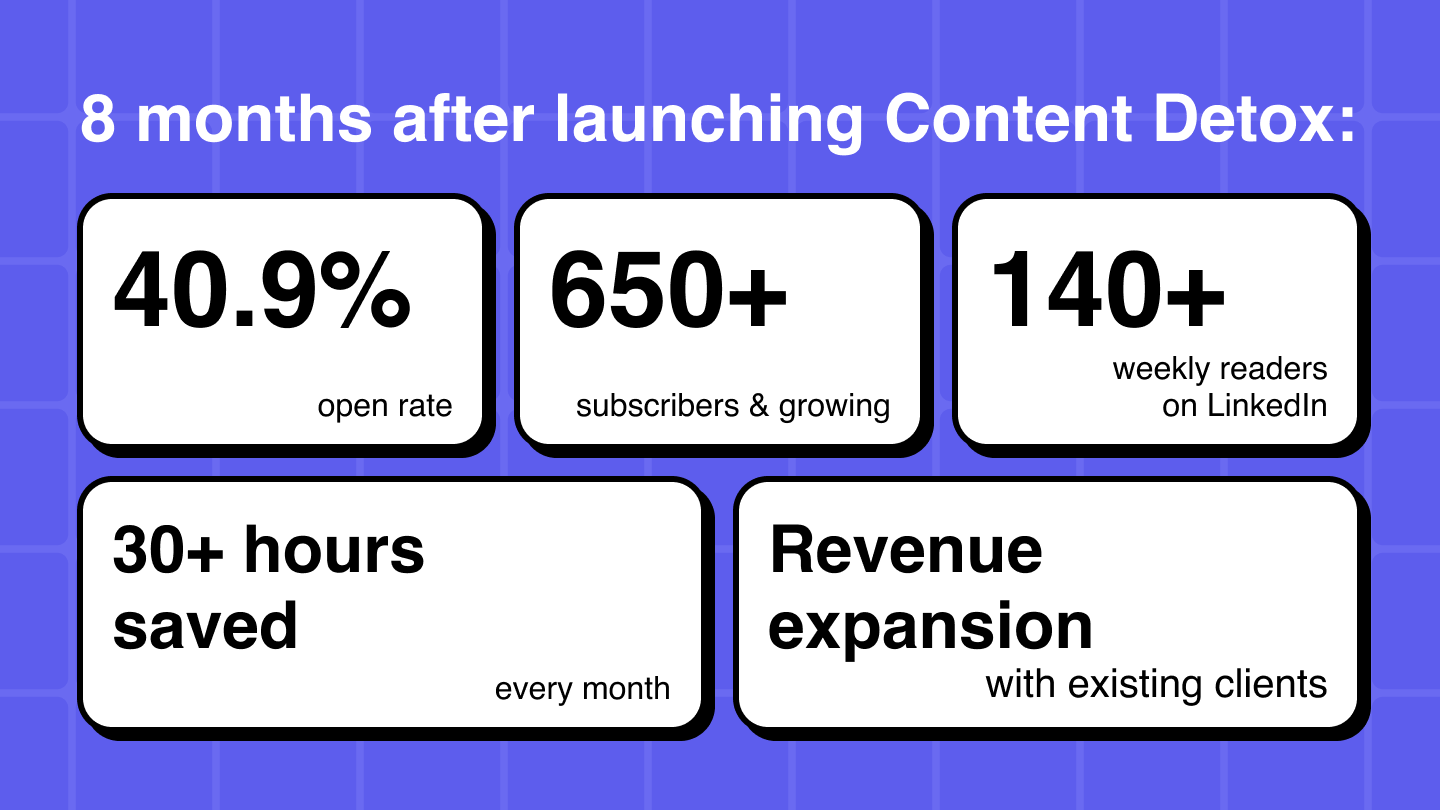 8 months after launching Content Detox:
40.9%
open rate
650+
subscribers & growing
140+
weekly readers
on LinkedIn
30+ hours
saved
every month
Revenue
expansion
with existing clients